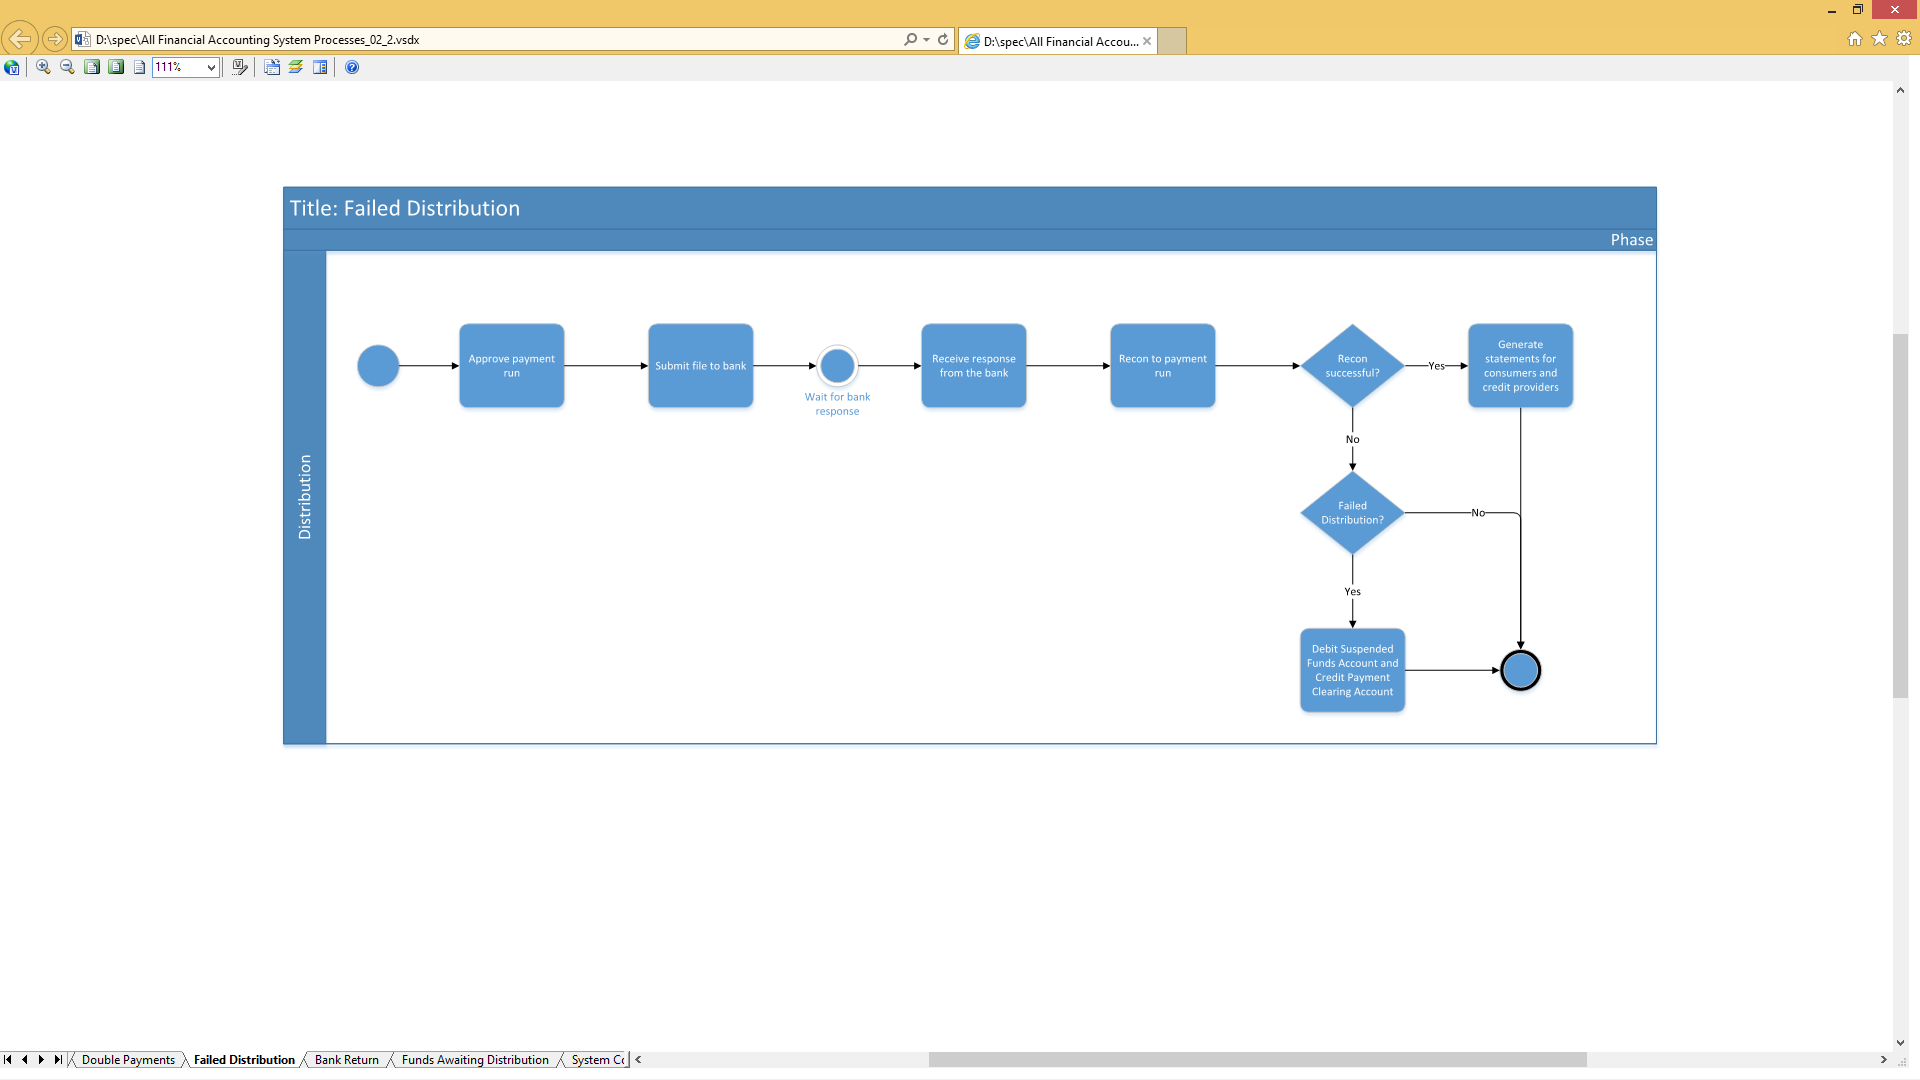 D:\spec\All Financial Accounting System Processes_02_2.vsdx
D:\spec\All Financial Accou...
111%
Title: Failed Distribution
Phase
Distribution
Approve payment
run
Submit file to bank
Wait for bank
response
Receive response
from the bank
Recon to payment
run
Recon
successful?
Yes
Generate
statements for
consumers and
credit providers
No
Failed
Distribution?
No
Yes
Debit Suspended
Funds Account and
Credit Payment
Clearing Account
Double Payments
Failed Distribution
Bank Return
Funds Awaiting Distribution
System